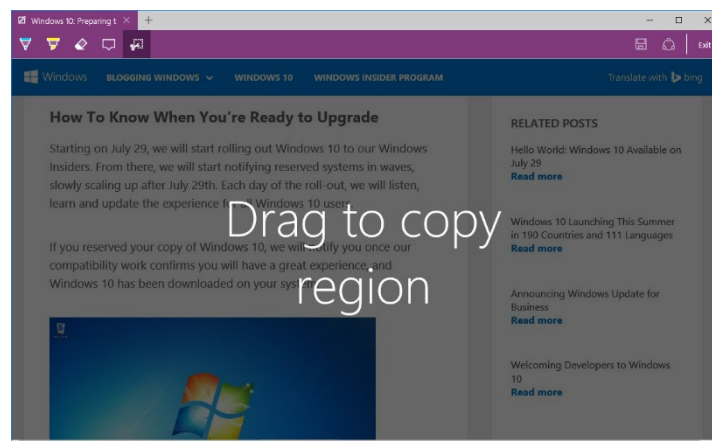 Windows 10: Preparing t
Exit
Windows BLOGGING WINDOWS WINDOWS 10 WINDOWS INSIDER PROGRAM Translate with bing
How To Know When You're Ready to Upgrade
Starting on July 29, we will start rolling out Windows 10 to our Windows
Insiders. From there, we will start notifying reserved systems in waves,
slowly scaling up after July 29th. Each day of the roll-out, we will listen,
learn and update the experience for all Windows 10 users.
If you reserved your copy of Windows 10, we will notify you once our
compatibility work confirms you will have a great experience, and
Windows 10 has been downloaded on your system.
Drag to copy
region
RELATED POSTS
Hello World: Windows 10 Available on
July 29
Read more
Windows 10 Launching This Summer
in 190 Countries and 111 Languages
Read more
Announcing Windows Update for
Business
Read more
Welcoming Developers to Windows
10
Read more